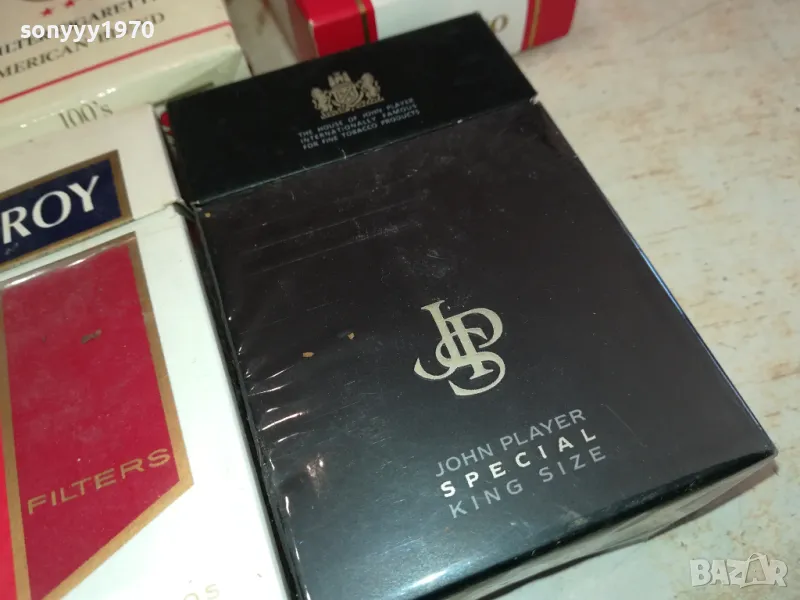 sonyyy1970
AMERICAN
100's
ROY
FILTERS
THE HOUSE OF JOHN PLAYER
INTERNATIONALLY FAMOUS
FOR FINE TOBACCO PRODUCTS
JPS
JOHN PLAYER
SPECIAL
KING SIZE
BAZAR